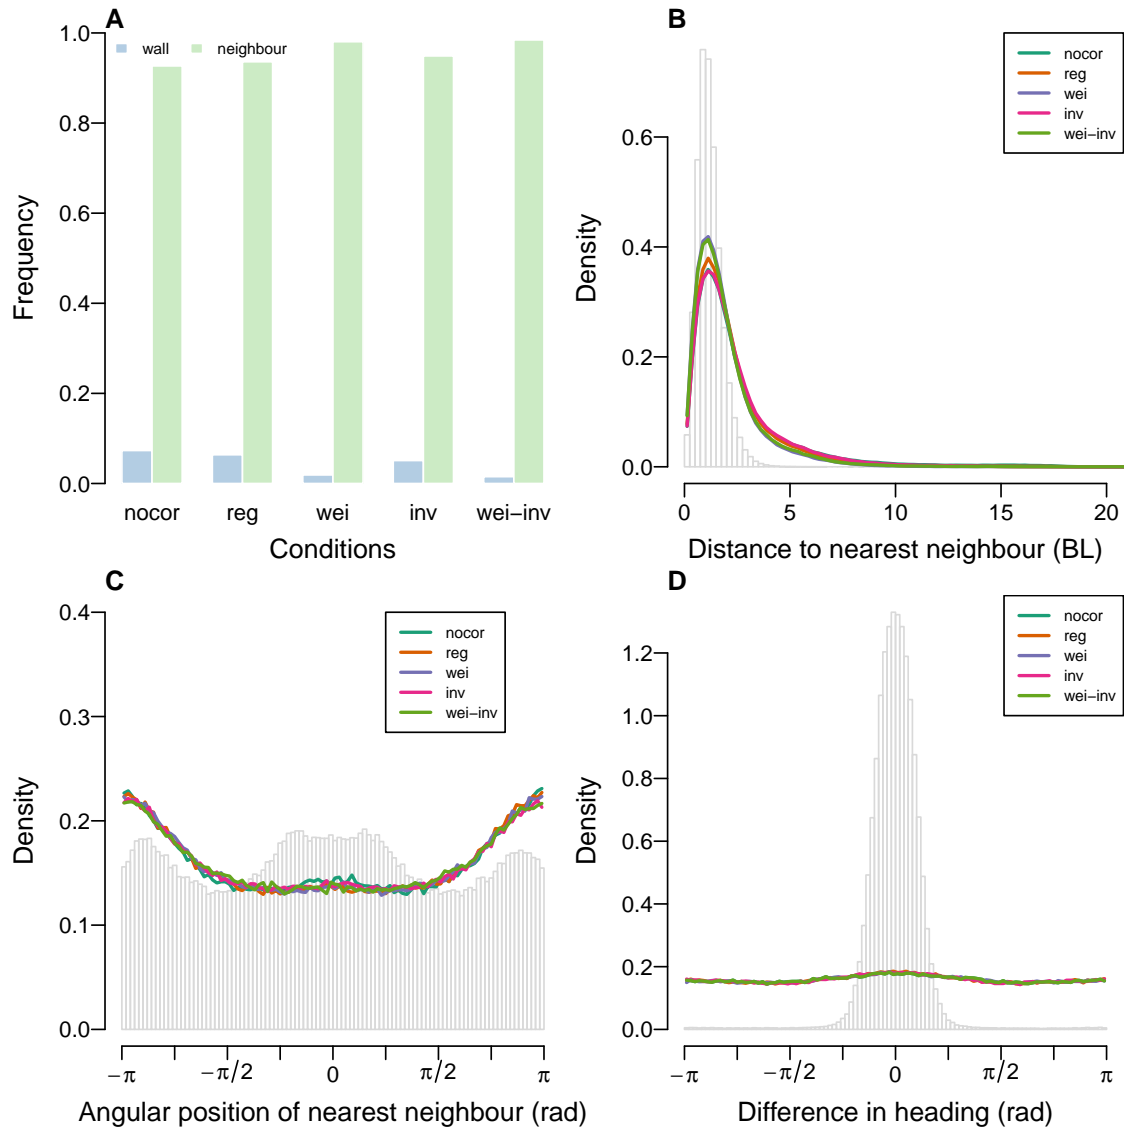 A
wall neighbour
1.0
0.8
0.6
0.4
0.2
0.0
Frequency
nocor reg wei inv wei−inv
Conditions
B
nocor
reg
wei
inv
wei−inv
0.6
0.4
0.2
0.0
Density
0 5 10 15 20
Distance to nearest neighbour (BL)
C
nocor
reg
wei
inv
wei−inv
0.4
0.3
0.2
0.1
0.0
Density
−π −π/2 0 π/2 π
Angular position of nearest neighbour (rad)
D
nocor
reg
wei
inv
wei−inv
1.2
1.0
0.8
0.6
0.4
0.2
0.0
Density
−π −π/2 0 π/2 π
Difference in heading (rad)